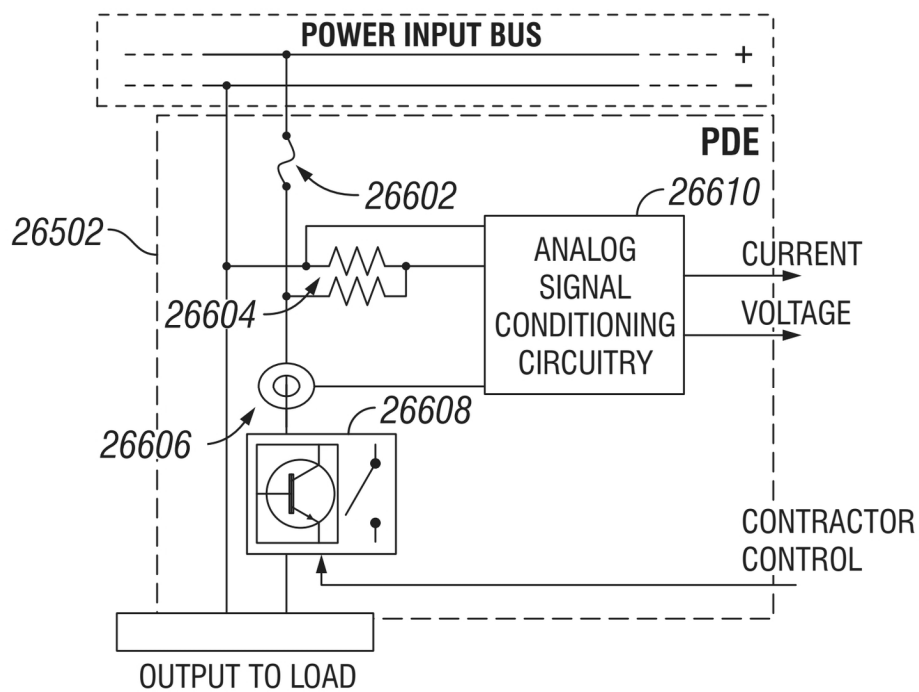 POWER INPUT BUS
+
−
PDE
26602
26610
26502
ANALOG
SIGNAL
CONDITIONING
CIRCUITRY
CURRENT
VOLTAGE
26604
26608
26606
CONTRACTOR
CONTROL
OUTPUT TO LOAD